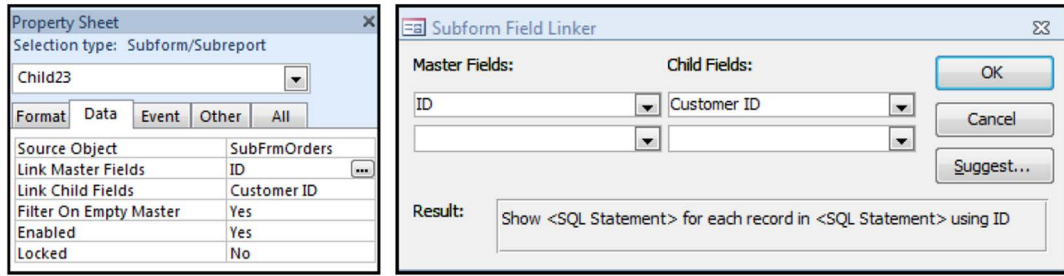 Property Sheet
Selection type: Subform/Subreport
Child23
Format Data Event Other All
Source Object SubFrmOrders
Link Master Fields ID ...
Link Child Fields Customer ID
Filter On Empty Master Yes
Enabled Yes
Locked No
Subform Field Linker
Master Fields: Child Fields: OK
ID Customer ID
Cancel
Suggest...
Result: Show <SQL Statement> for each record in <SQL Statement> using ID